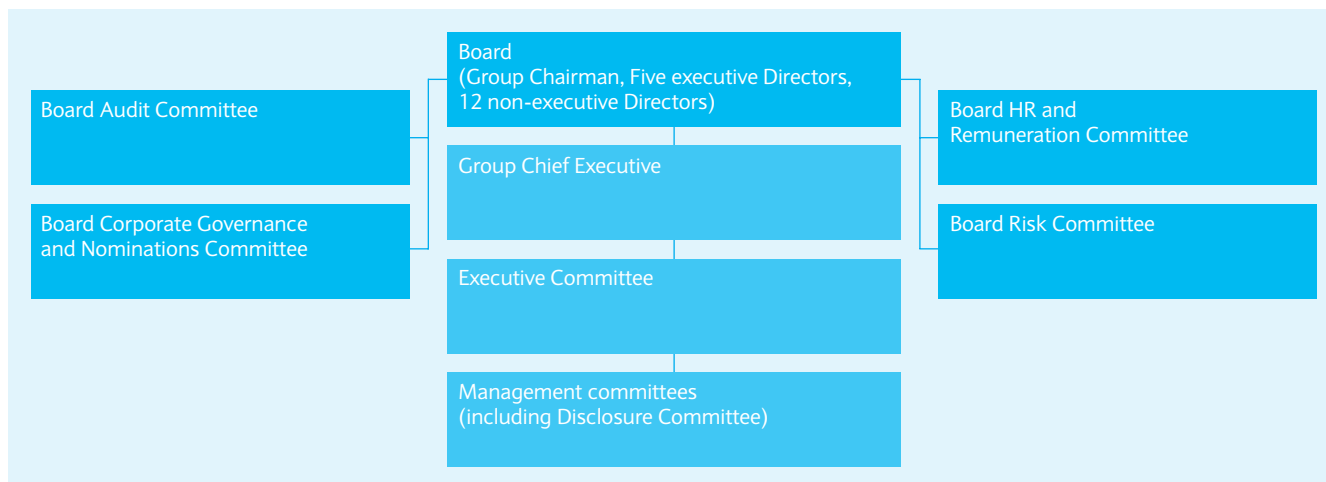 Board
(Group Chairman, Five executive Directors,
12 non-executive Directors)
Board Audit Committee
Board HR and
Remuneration Committee
Group Chief Executive
Board Corporate Governance
and Nominations Committee
Board Risk Committee
Executive Committee
Management committees
(including Disclosure Committee)